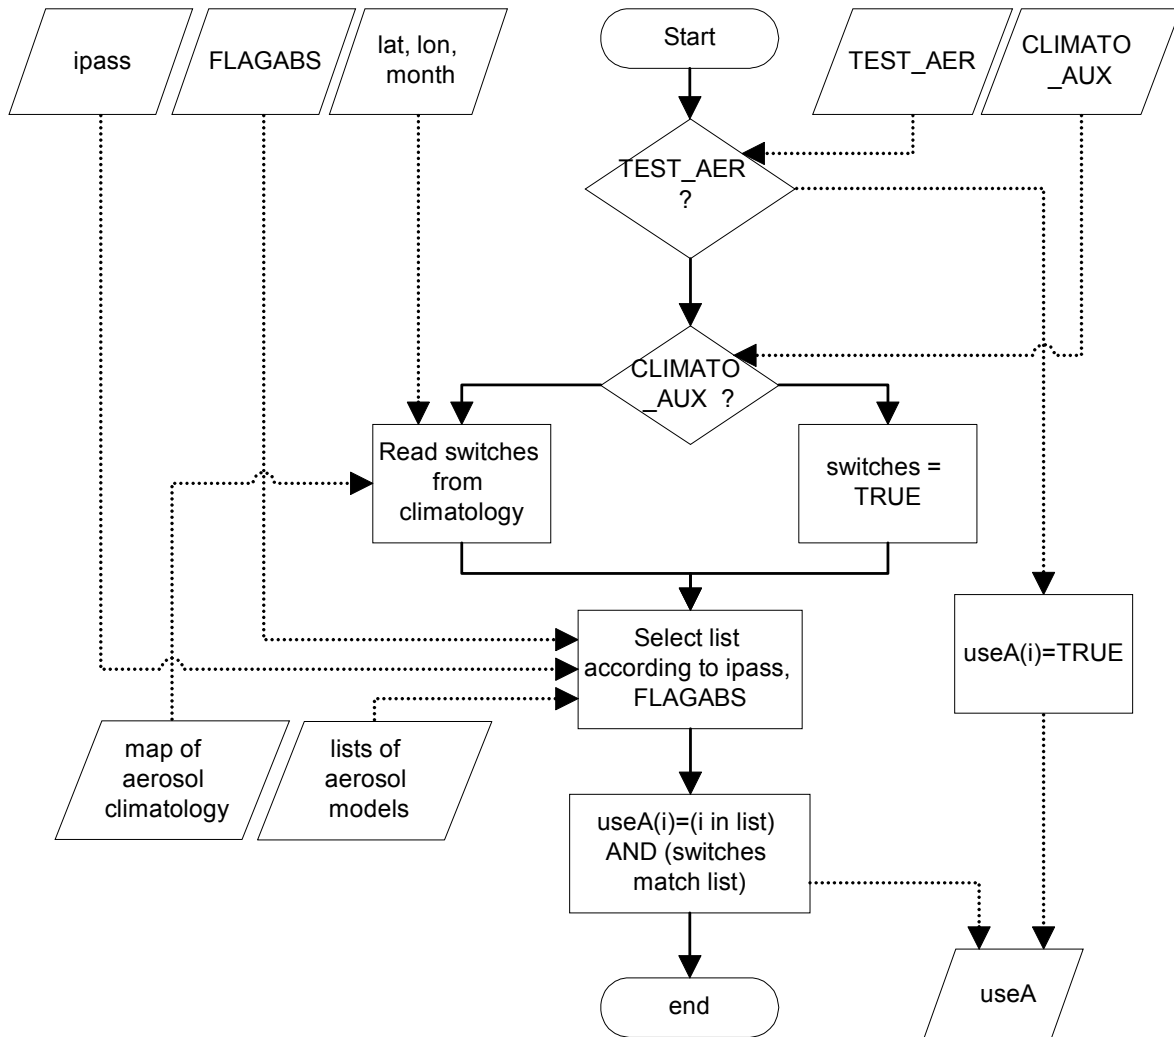 ipass
FLAGABS
lat, lon,
month
Start
TEST_AER
CLIMATO
_AUX
TEST_AER
?
CLIMATO
_AUX ?
Read switches
from
climatology
switches =
TRUE
Select list
according to ipass,
FLAGABS
useA(i)=TRUE
map of
aerosol
climatology
lists of
aerosol
models
useA(i)=(i in list)
AND (switches
match list)
end
useA